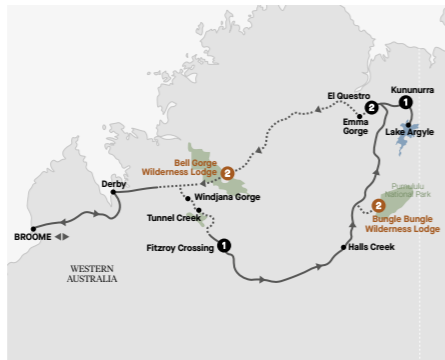 Kununurra
El Questro
1
2
Emma
Gorge
Lake Argyle
Bell Gorge
Wilderness Lodge
2
Purnululu
National Park
Derby
Windjana Gorge
2
Tunnel Creek
Bungle Bungle
Wilderness Lodge
BROOME
Fitzroy Crossing
1
Halls Creek
WESTERN
AUSTRALIA